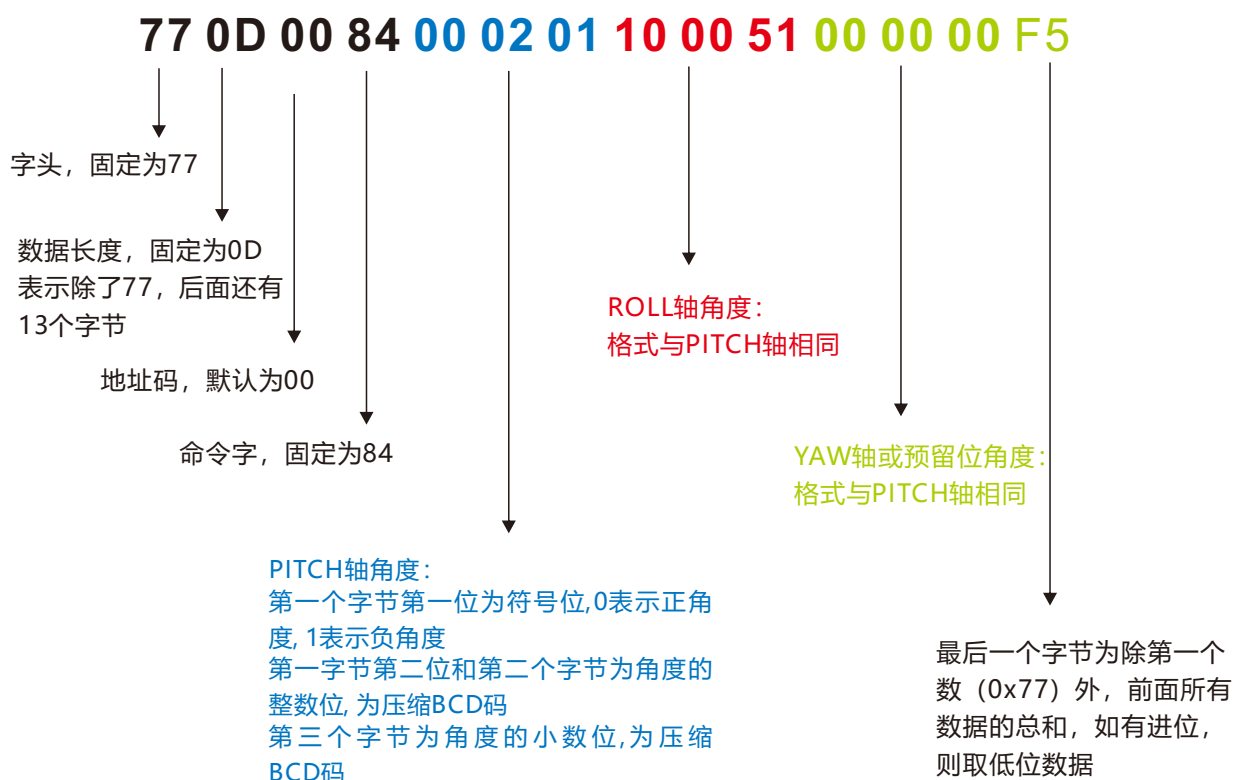 77 0D 00 84 00 02 01 10 00 51 00 00 00 F5
字头，固定为77
数据长度，固定为0D
表示除了77，后面还有
13个字节
地址码，默认为00
命令字，固定为84
PITCH轴角度：
第一个字节第一位为符号位,0表示正角
度, 1表示负角度
第一字节第二位和第二个字节为角度的
整数位, 为压缩BCD码
第三个字节为角度的小数位,为压缩
BCD码
ROLL轴角度：
格式与PITCH轴相同
YAW轴或预留位角度：
格式与PITCH轴相同
最后一个字节为除第一个
数（0x77）外，前面所有
数据的总和，如有进位，
则取低位数据